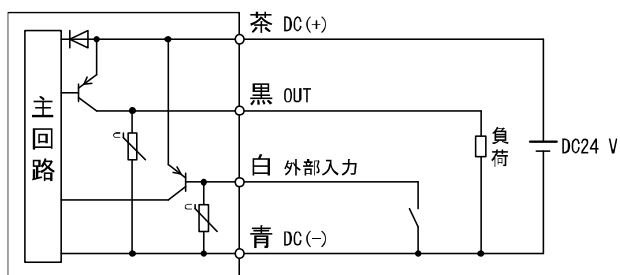 茶 DC(+)
黒 OUT
主回路
負荷
DC24 V
白 外部入力
青 DC(-)